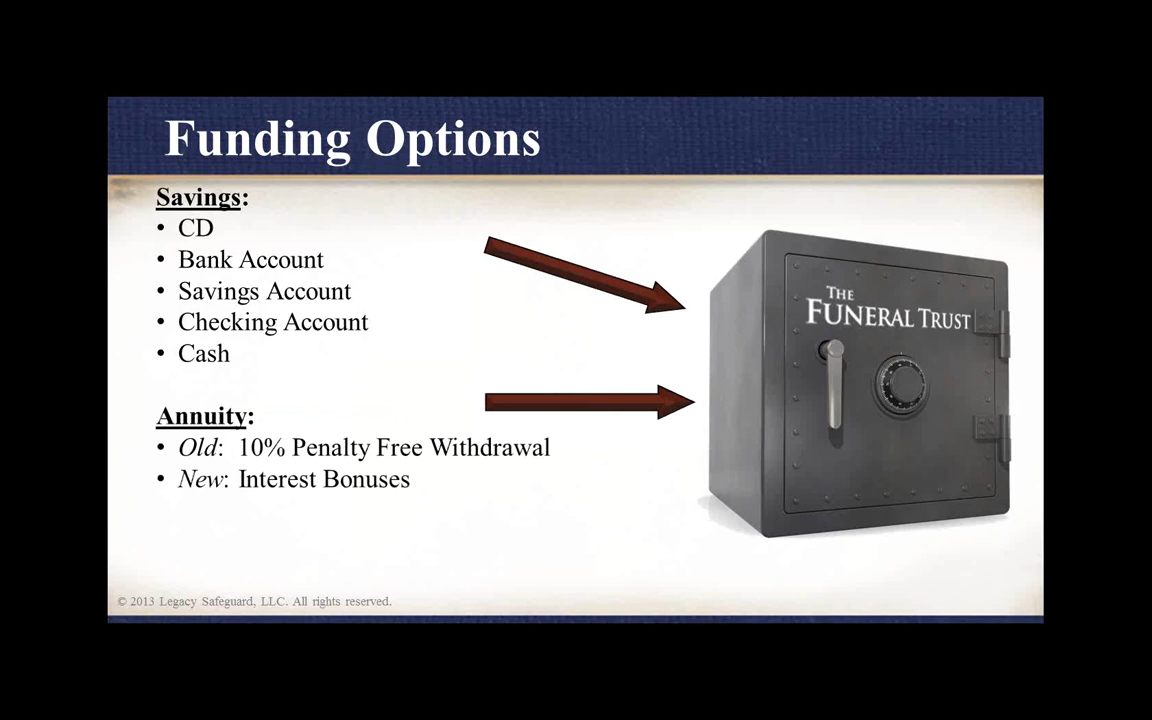 Funding Options
Savings:
• CD
• Bank Account
• Savings Account
• Checking Account
• Cash
THE
FUNERAL TRUST
Annuity:
• Old: 10% Penalty Free Withdrawal
• New: Interest Bonuses
© 2013 Legacy Safeguard, LLC. All rights reserved.